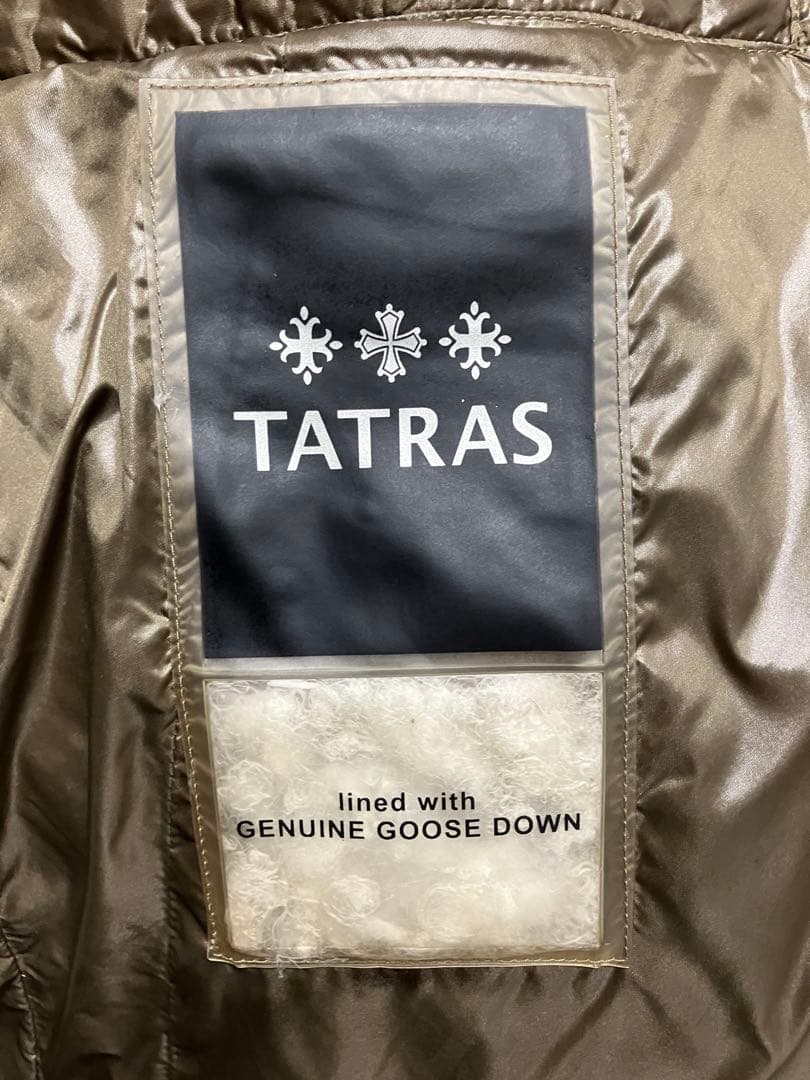 TATRAS
lined with
GENUINE GOOSE DOWN